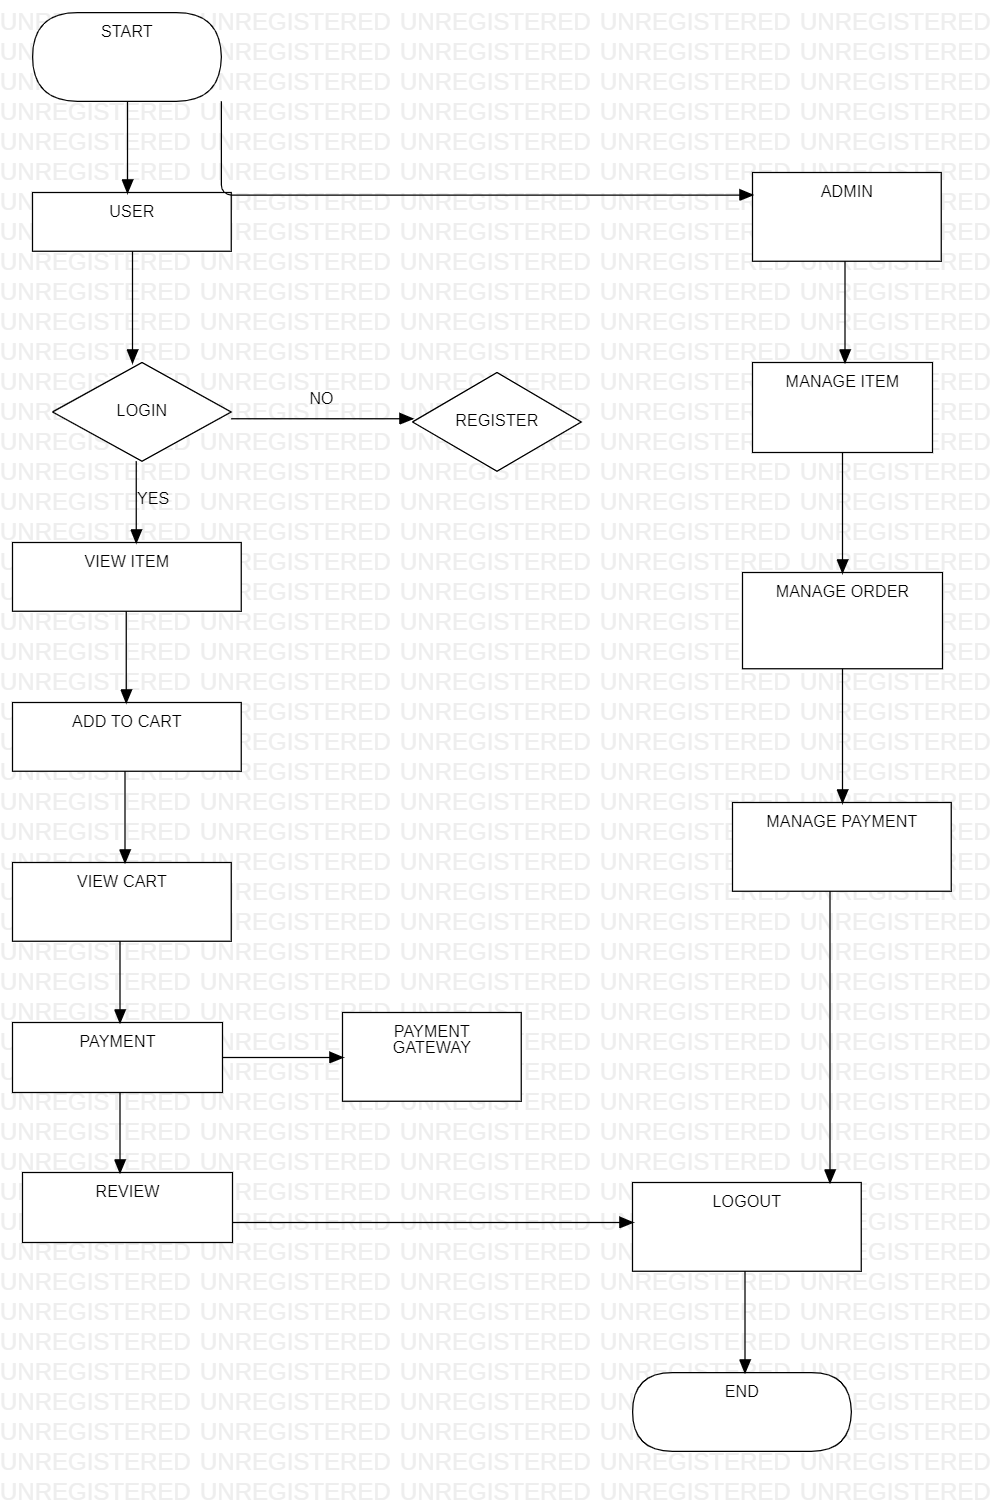 START
USER
ADMIN
LOGIN
NO
REGISTER
MANAGE ITEM
YES
VIEW ITEM
MANAGE ORDER
ADD TO CART
MANAGE PAYMENT
VIEW CART
PAYMENT
PAYMENT
GATEWAY
REVIEW
LOGOUT
END
UNREGISTERED